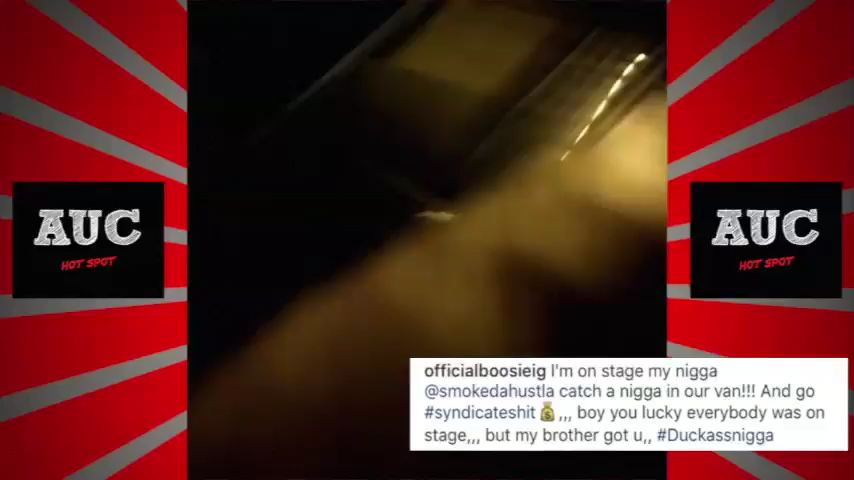 AUC
HOT SPOT
AUC
HOT SPOT
officialboosieig I'm on stage my nigga
@smokedahustla catch a nigga in our van!!! And go
#syndicateshit💰,,, boy you lucky everybody was on
stage,,, but my brother got u,, #Duckassnigga